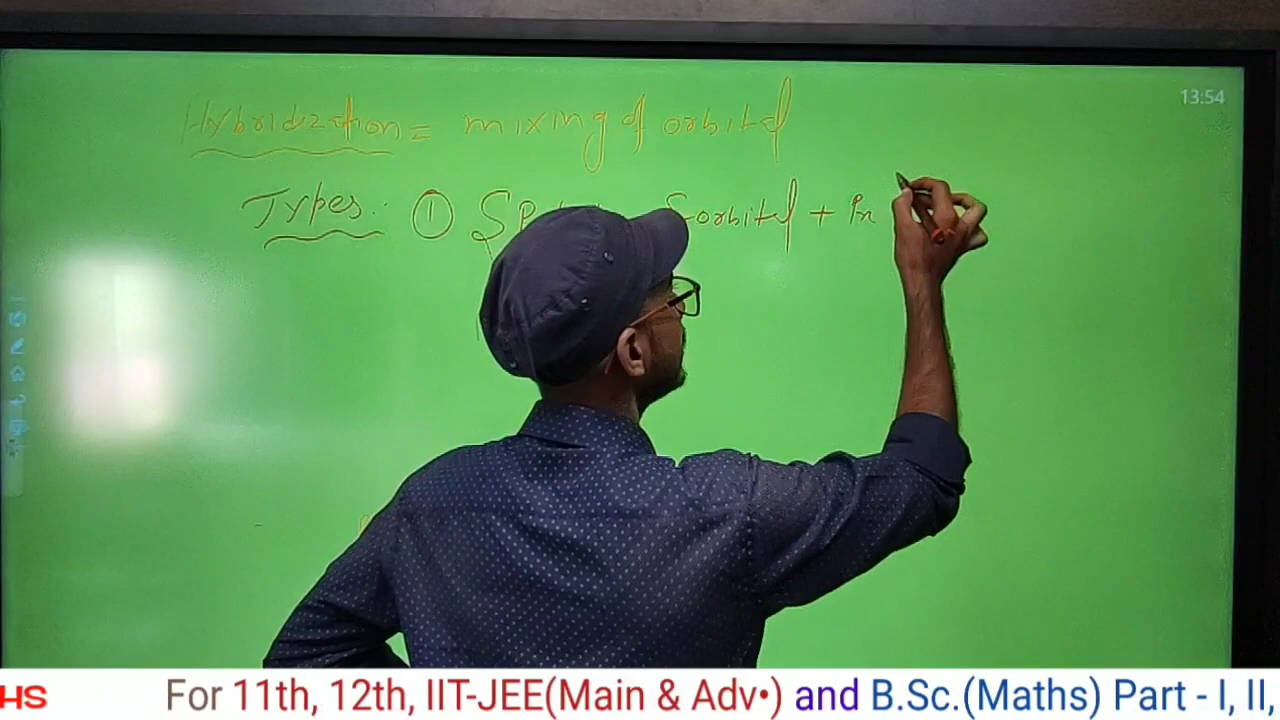 13:54
Hybridization = mixing of orbital
Types: ① SP S orbital + Px
HS For 11th, 12th, IIT-JEE(Main & Adv•) and B.Sc.(Maths) Part - I, II,